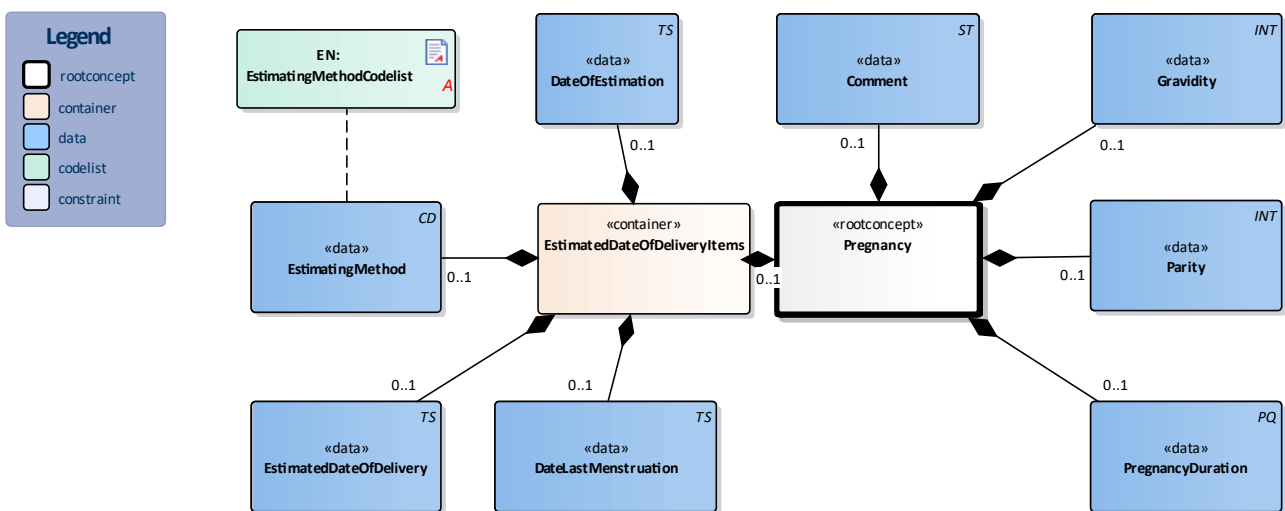 Legend
rootconcept
container
data
codelist
constraint
EN:
EstimatingMethodCodelist
A
TS
«data»
DateOfEstimation
0..1
ST
«data»
Comment
0..1
INT
«data»
Gravidity
0..1
CD
«data»
EstimatingMethod
0..1
«container»
EstimatedDateOfDeliveryItems
0..1
«rootconcept»
Pregnancy
INT
«data»
Parity
0..1
0..1
TS
«data»
EstimatedDateOfDelivery
0..1
TS
«data»
DateLastMenstruation
0..1
PQ
«data»
PregnancyDuration